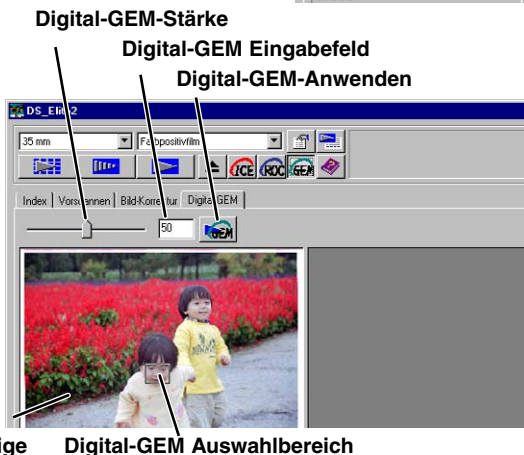 Digital-GEM-Stärke
Digital-GEM Eingabefeld
Digital-GEM-Anwenden
DS_Elite2
35 mm
Farbpositivfilm
ICE ROC GEM
Index Vorscannen Bild-Korrektur Digital GEM
50
GEM
ige Digital-GEM Auswahlbereich